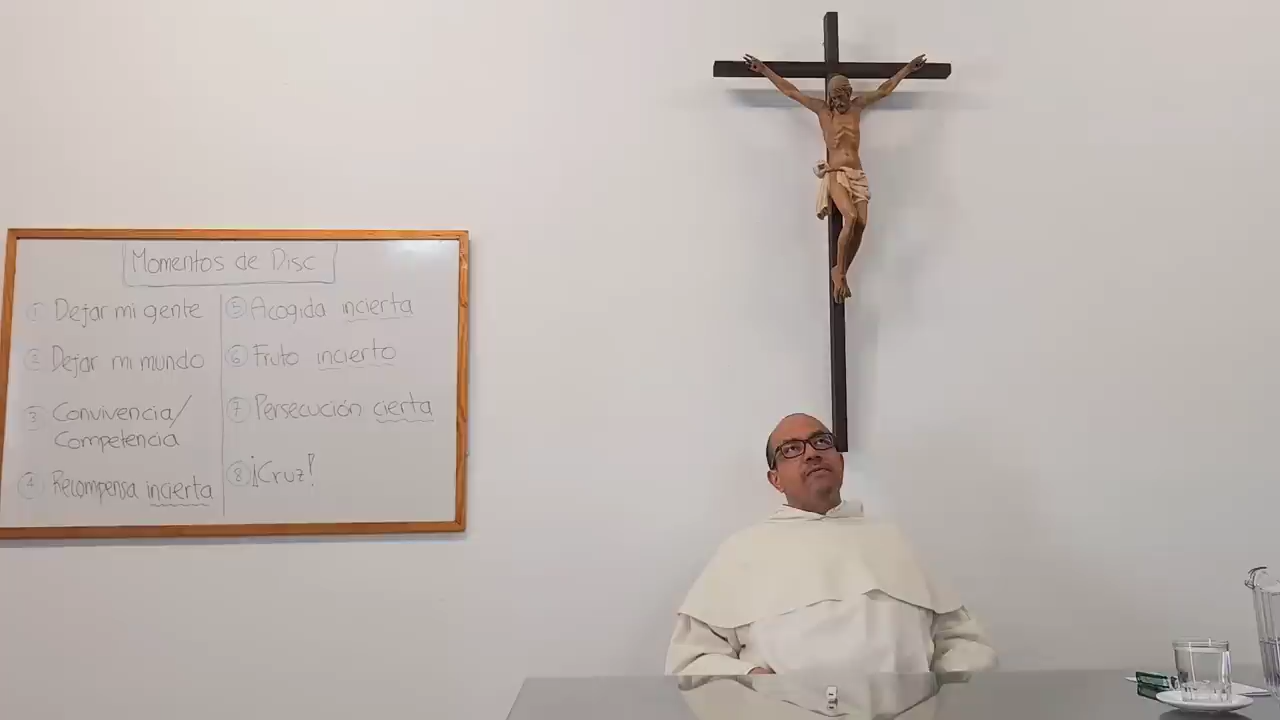 Momentos de Disc
① Dejar mi gente
② Dejar mi mundo
③ Convivencia/
Competencia
④ Recompensa incierta
⑤ Acogida incierta
⑥ Fruto incierto
⑦ Persecución cierta
⑧ ¡Cruz!